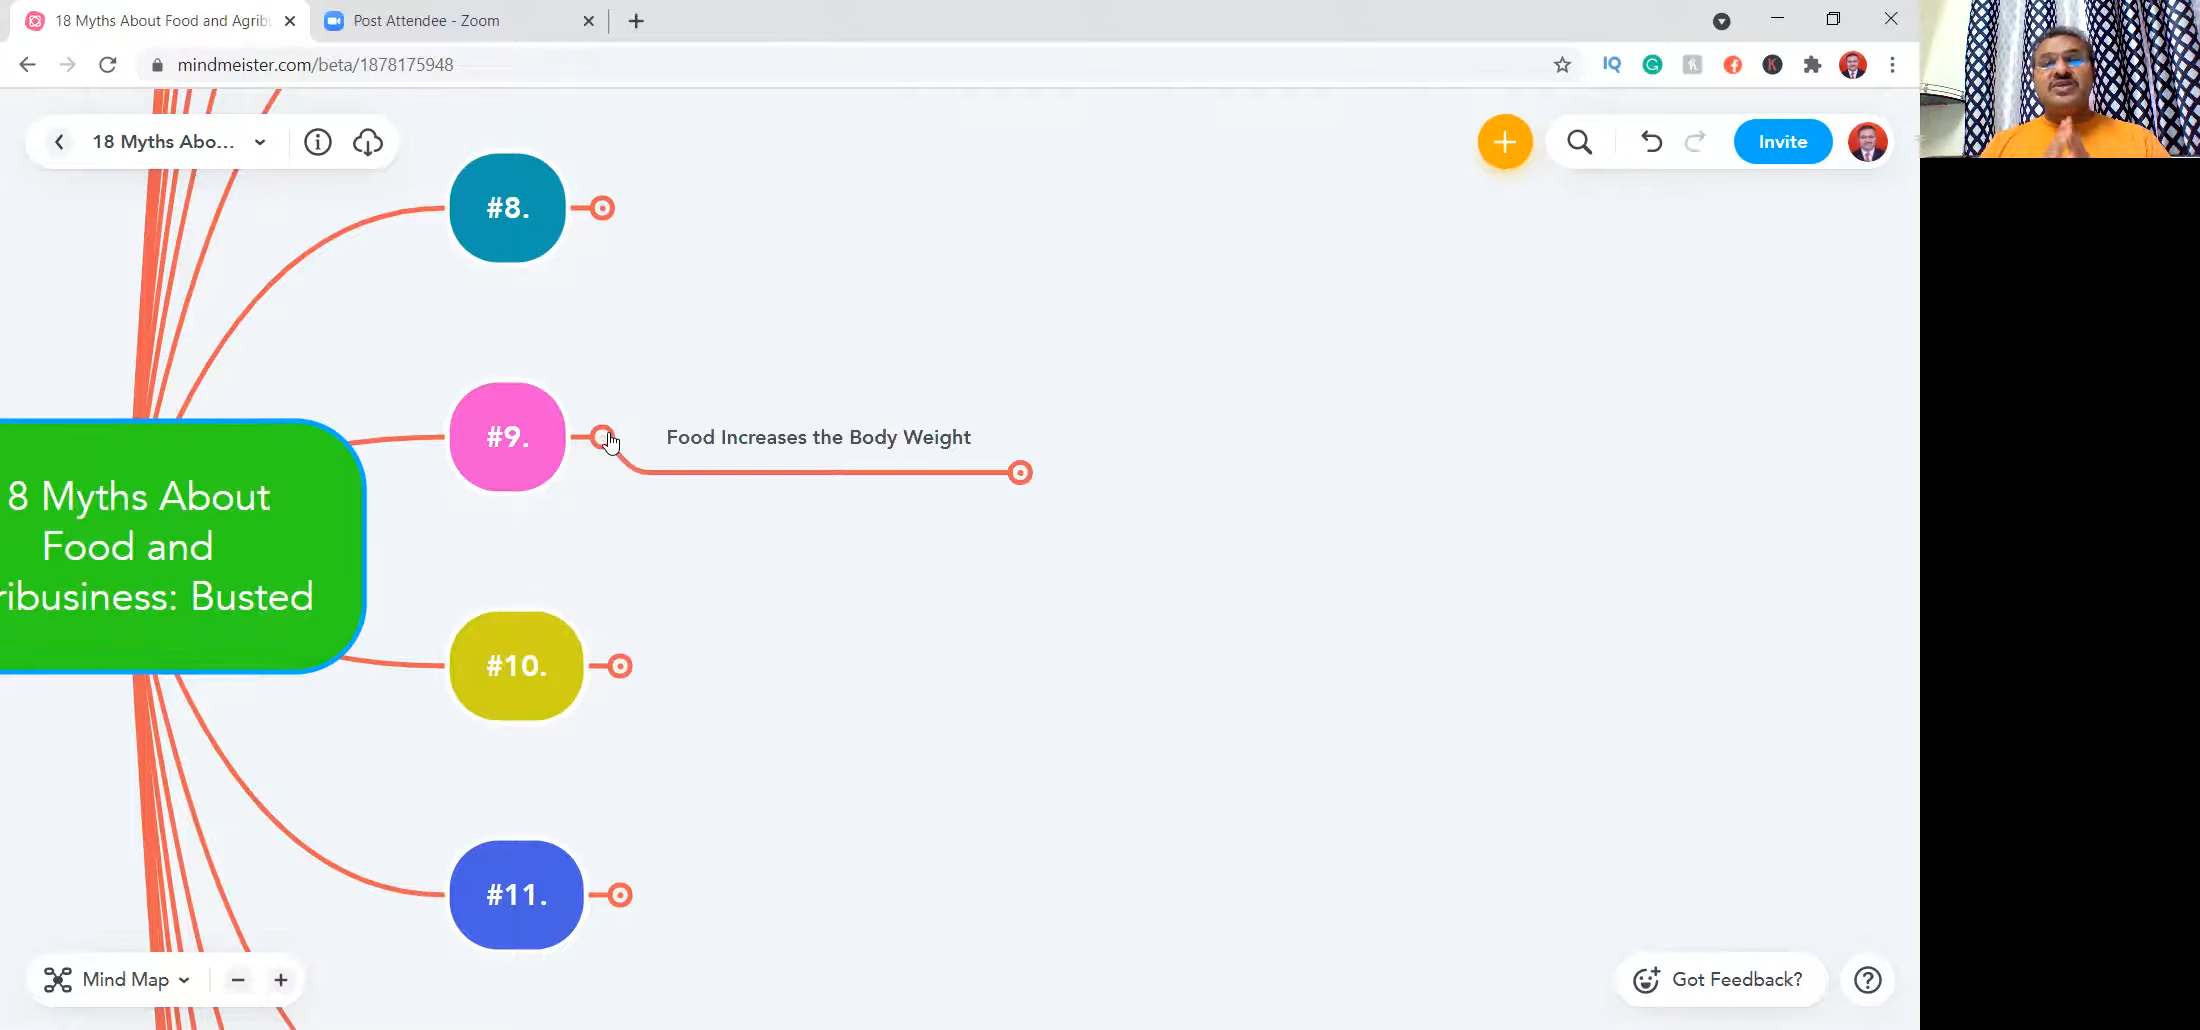 18 Myths About Food and Agrib
Post Attendee - Zoom
mindmeister.com/beta/1878175948
IQ
18 Myths Abo...
Invite
#8.
#9.
Food Increases the Body Weight
8 Myths About
Food and
ribusiness: Busted
#10.
#11.
Mind Map
Got Feedback?